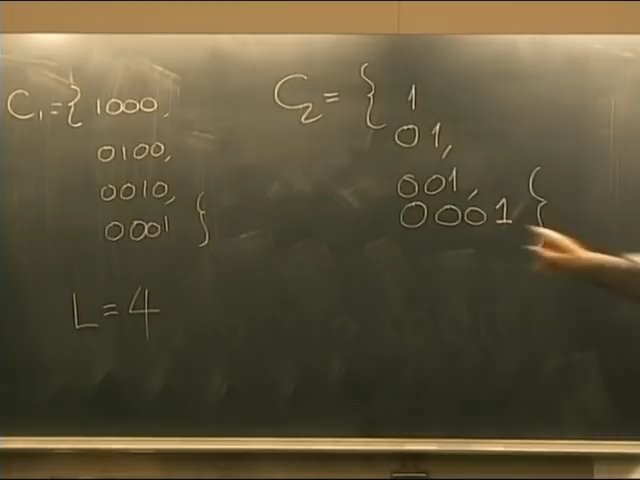 C₁={ 1000,
0100,
0010,
0001 }
L=4
C₂= { 1
01,
001,
0001 {